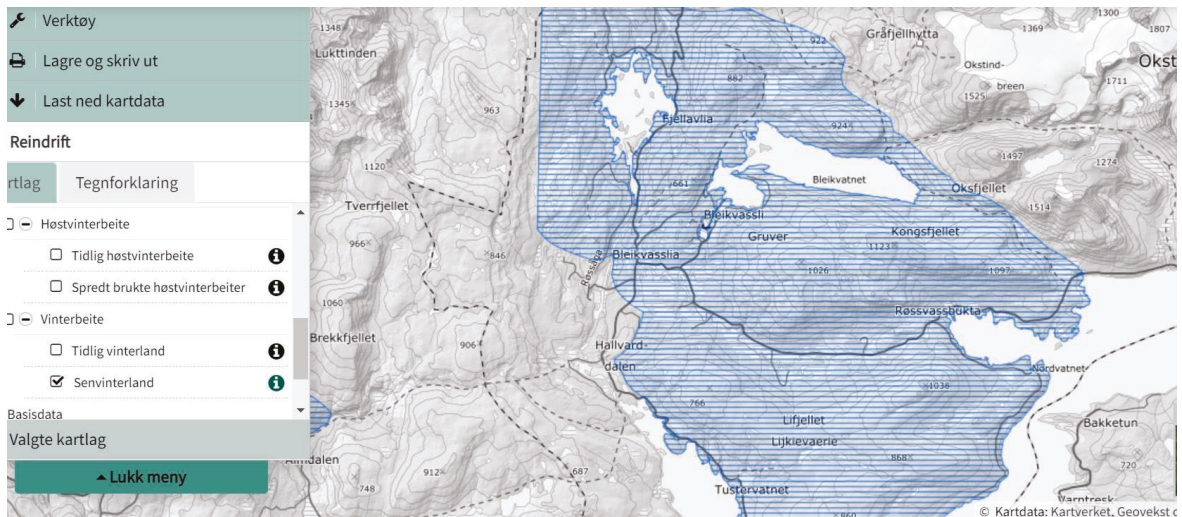 Verktøy
Lagre og skriv ut
Last ned kartdata
Reindrift
rtlag
Tegnforklaring
Høstvinterbeite
Tidlig høstvinterbeite
Spredt brukte høstvinterbeiter
Vinterbeite
Tidlig vinterland
Senvinterland
Basisdata
Valgte kartlag
Lukk meny
1348
Lukttinden
1345
963
1120
Tverrfjellet
966
846
1060
Brekkfjellet
906
Almdalen
912
748
687
922
882
Fjellavlia
924
661
Bleikvatnet
Bleikvassli
Gruver
Bleikvasslia
Røssåga
Kongsfjellet
1123
1026
1097
Røssvassbukta
Hallvard-
dalen
Nordvatnet
1038
766
Lifjellet
Lijkievaerie
868
Tustervatnet
860
Gråfjellhytta
1369
1300
1807
Okstind-
breen
Okst
1711
1525
1497
1274
Oksfjellet
1514
Bakketun
720
Varntresk
© Kartdata: Kartverket, Geovekst o